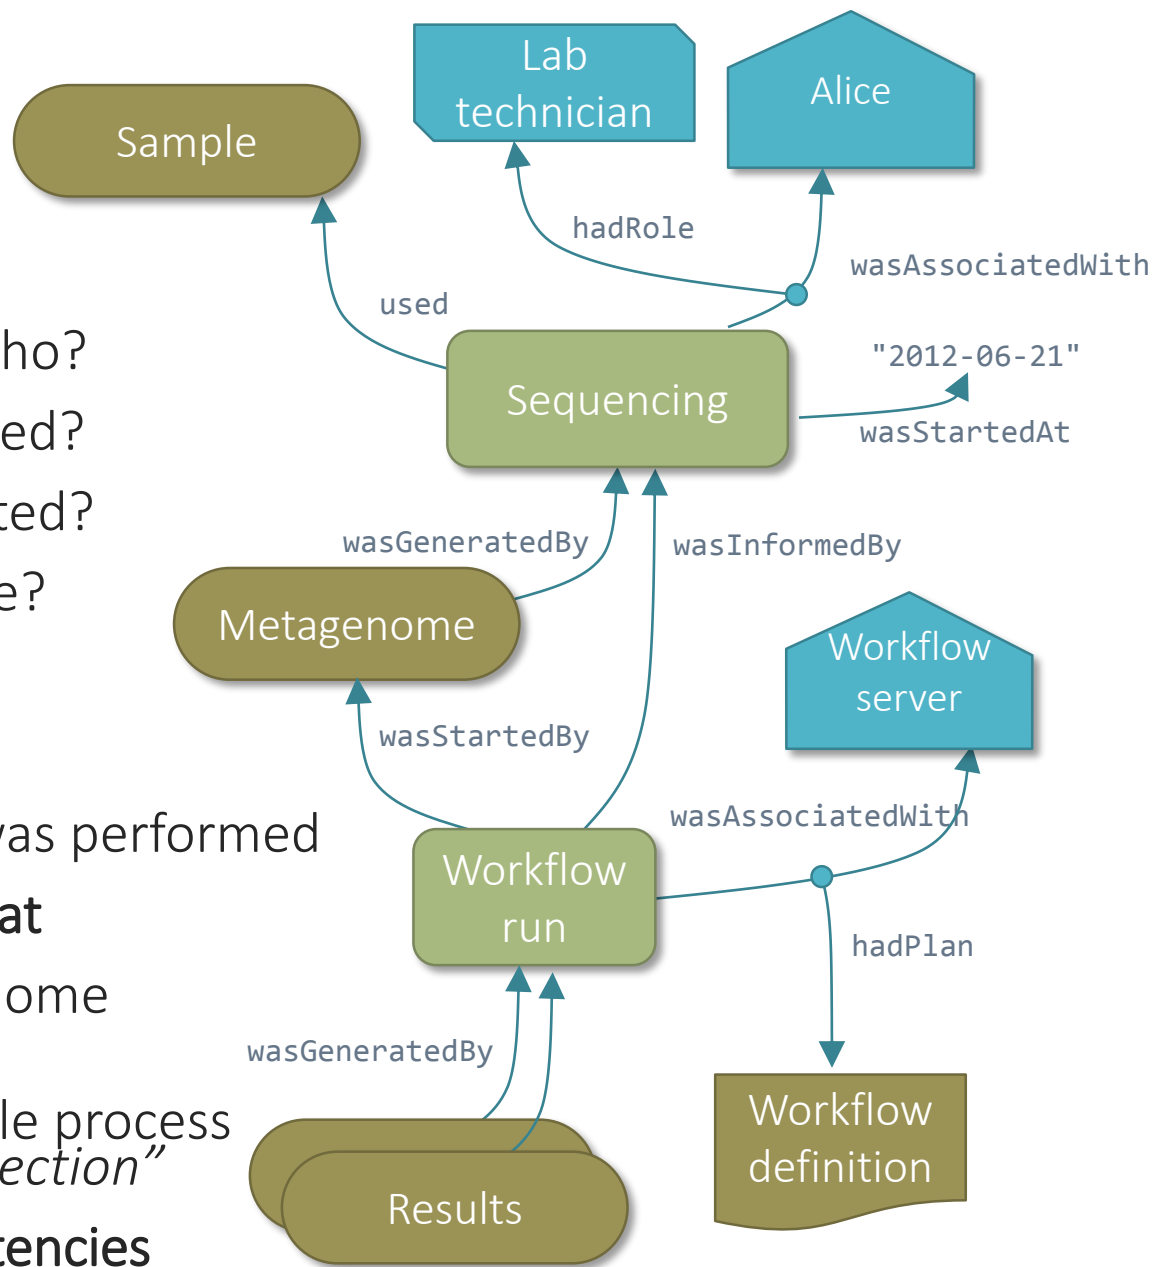 Lab
technician
Alice
Sample
hadRole
wasAssociatedWith
used
ho?
"2012-06-21"
Sequencing
ed?
wasStartedAt
ted?
wasGeneratedBy
wasInformedBy
e?
Metagenome
Workflow
server
wasStartedBy
wasAssociatedWith
was performed
Workflow
run
at
hadPlan
ome
wasGeneratedBy
le process
Workflow
definition
ection”
Results
tencies